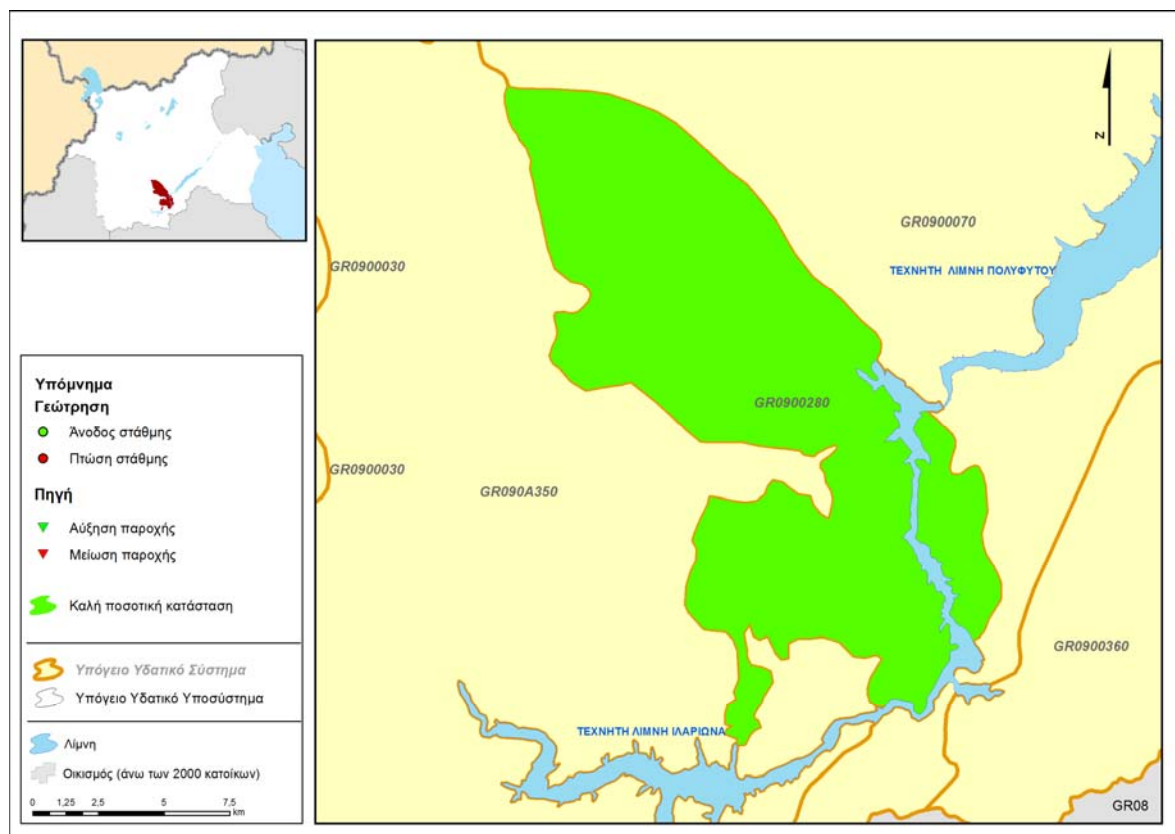 Υπόμνημα
Γεώτρηση
Άνοδος στάθμης
Πτώση στάθμης
Πηγή
Αύξηση παροχής
Μείωση παροχής
Καλή ποσοτική κατάσταση
Υπόγειο Υδατικό Σύστημα
Υπόγειο Υδατικό Υποσύστημα
Λίμνη
Οικισμός (άνω των 2000 κατοίκων)
0 1,25 2,5 5 7,5
km
Z
GR0900070
GR0900030
ΤΕΧΝΗΤΗ ΛΙΜΝΗ ΠΟΛΥΦΥΤΟΥ
GR0900280
GR0900030
GR090A350
GR0900360
ΤΕΧΝΗΤΗ ΛΙΜΝΗ ΙΛΑΡΙΩΝΑ
GR08